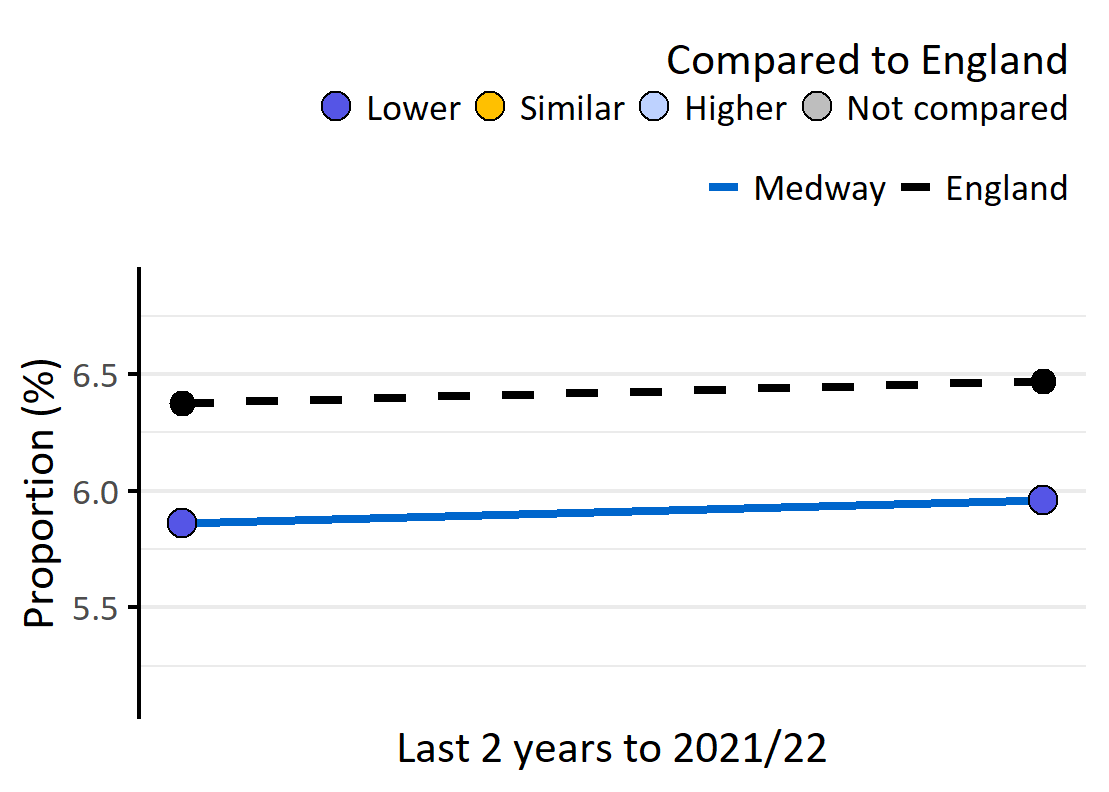 Compared to England
Lower Similar Higher Not compared
Medway England
Proportion (%)
6.5
6.0
5.5
Last 2 years to 2021/22